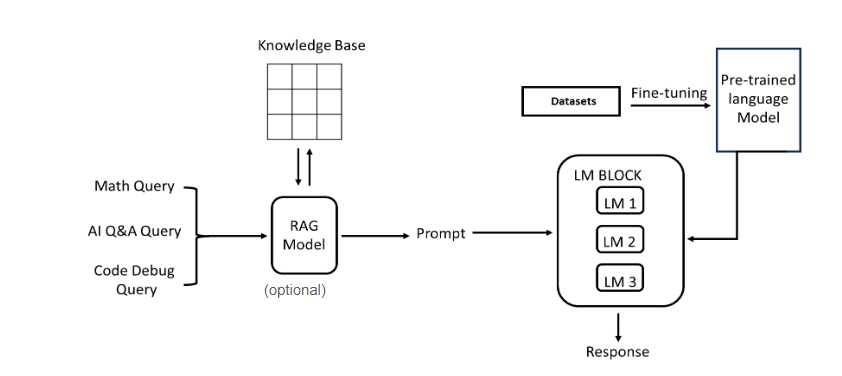 Knowledge Base
Datasets
Fine-tuning
Pre-trained
language
Model
Math Query
AI Q&A Query
Code Debug
Query
RAG
Model
(optional)
Prompt
LM BLOCK
LM 1
LM 2
LM 3
Response